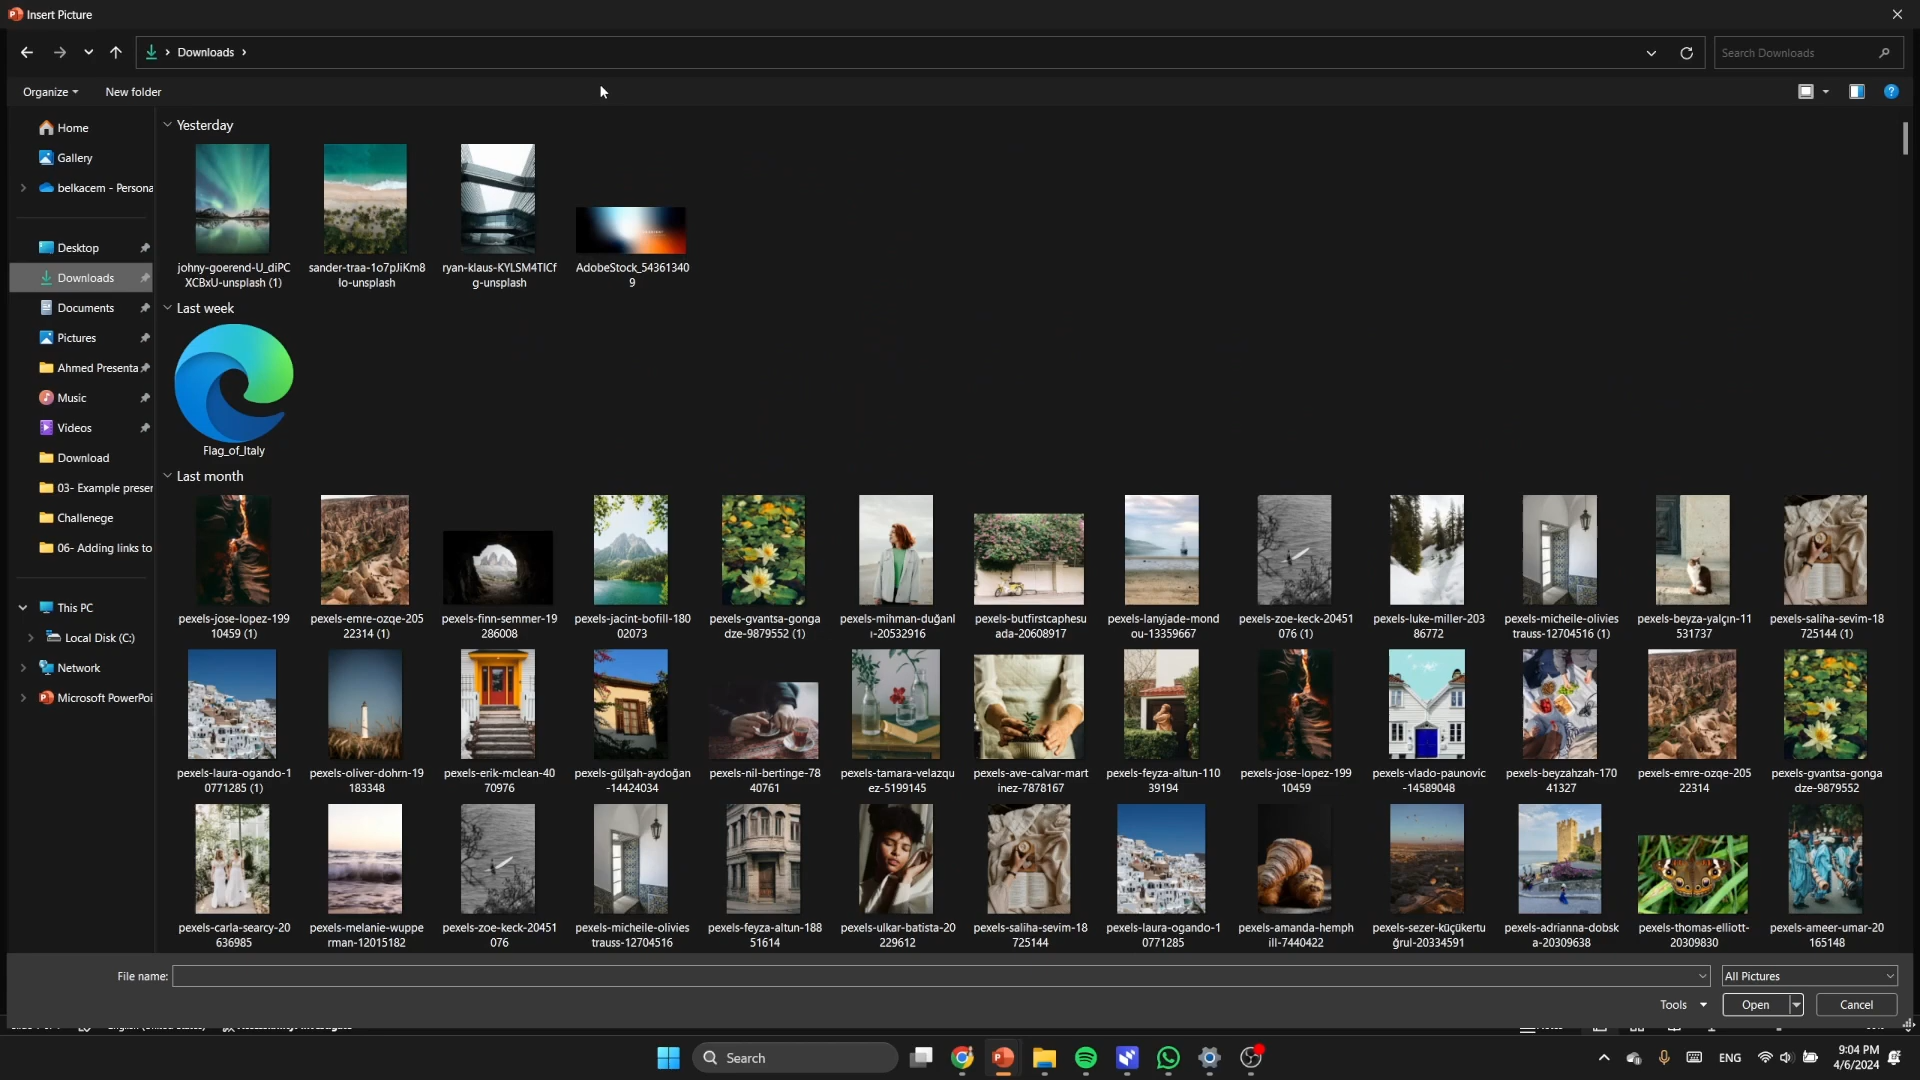 Insert Picture
Downloads
Search Downloads
Organize
New folder
Home
Gallery
belkacem - Persona
Desktop
Downloads
Documents
Pictures
Ahmed Presenta
Music
Videos
Download
03- Example preser
Challenege
06- Adding links to
This PC
Local Disk (C:)
Network
Microsoft PowerPoi
Yesterday
johny-goerend-U_diPC
XCBxU-unsplash (1)
sander-traa-1o7pJiKm8
Io-unsplash
ryan-klaus-KYLSM4TICf
g-unsplash
AdobeStock_54361340
9
Last week
Flag_of_Italy
Last month
pexels-jose-lopez-199
10459 (1)
pexels-emre-ozqe-205
22314 (1)
pexels-finn-semmer-19
286008
pexels-jacint-bofill-180
02073
pexels-gvantsa-gonga
dze-9879552 (1)
pexels-mihman-duğanl
ı-20532916
pexels-butfirstcaphesu
ada-20608917
pexels-lanyjade-mond
ou-13359667
pexels-zoe-keck-20451
076 (1)
pexels-luke-miller-203
86772
pexels-micheile-olivies
trauss-12704516 (1)
pexels-beyza-yalçın-11
531737
pexels-saliha-sevim-18
725144 (1)
pexels-laura-ogando-1
0771285 (1)
pexels-oliver-dohrn-19
183348
pexels-erik-mclean-40
70976
pexels-gülşah-aydoğan
-14424034
pexels-nil-bertinge-78
40761
pexels-tamara-velazqu
ez-5199145
pexels-ave-calvar-mart
inez-7878167
pexels-feyza-altun-110
39194
pexels-jose-lopez-199
10459
pexels-vlado-paunovic
-14589048
pexels-beyzahzah-170
41327
pexels-emre-ozqe-205
22314
pexels-gvantsa-gonga
dze-9879552
pexels-carla-searcy-20
636985
pexels-melanie-wuppe
rman-12015182
pexels-zoe-keck-20451
076
pexels-micheile-olivies
trauss-12704516
pexels-feyza-altun-188
51614
pexels-ulkar-batista-20
229612
pexels-saliha-sevim-18
725144
pexels-laura-ogando-1
0771285
pexels-amanda-hemph
ill-7440422
pexels-sezer-küçükertu
ğrul-20334591
pexels-adrianna-dobsk
a-20309638
pexels-thomas-elliott-
20309830
pexels-ameer-umar-20
165148
File name:
All Pictures
Tools
Open
Cancel
Search
ENG
9:04 PM
4/6/2024